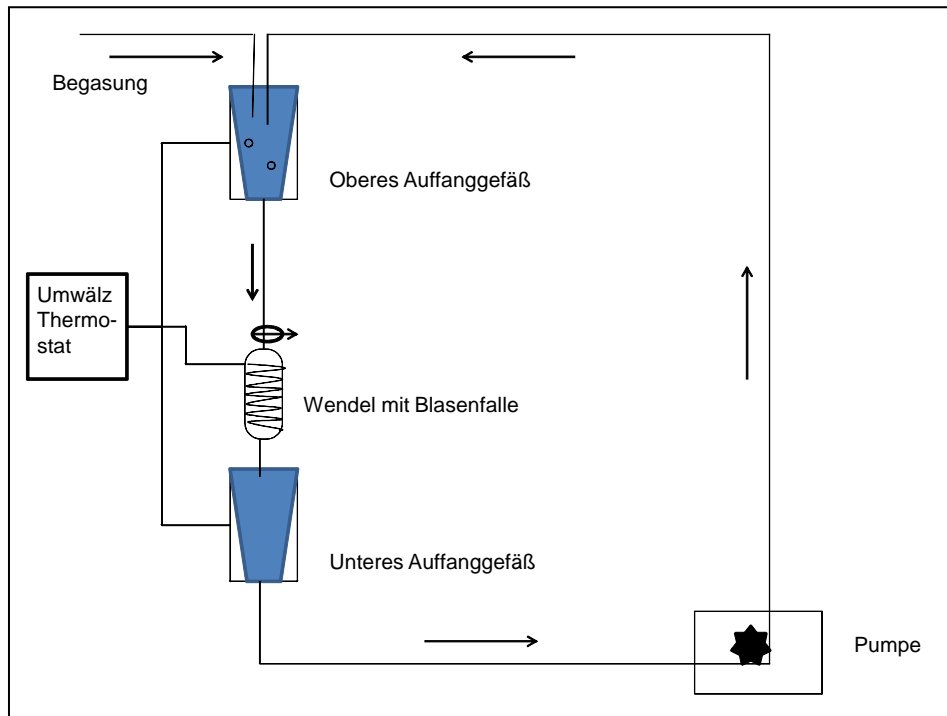 Begasung
Oberes Auffanggefäß
Umwälz
Thermo-
stat
Wendel mit Blasenfalle
Unteres Auffanggefäß
Pumpe